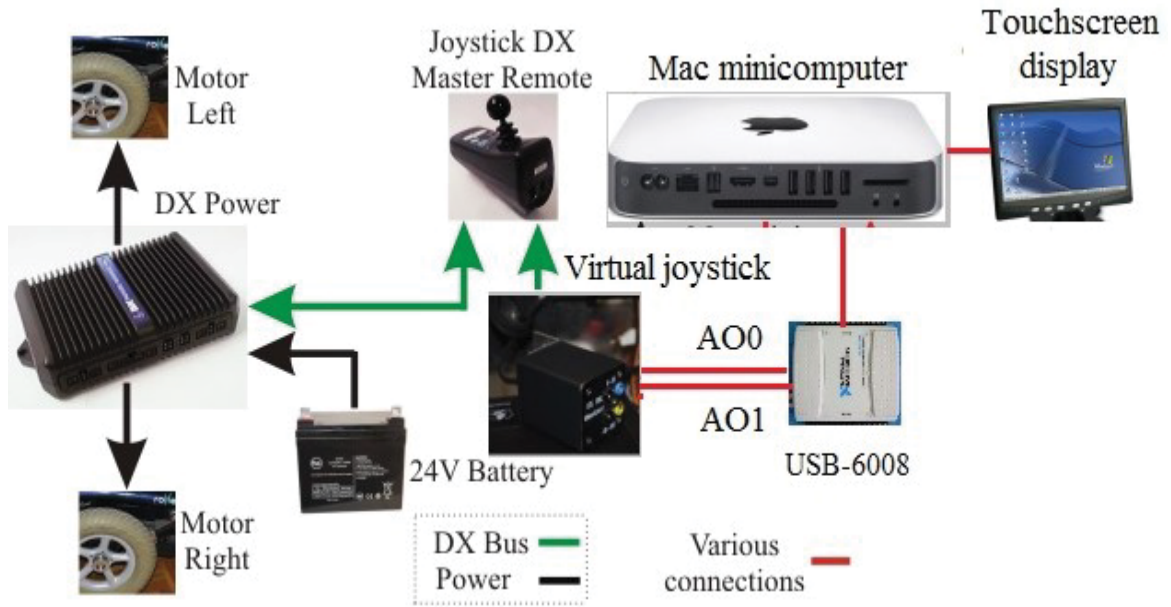 Touchscreen
display
Joystick DX
Master Remote
Mac minicomputer
Motor
Left
DX Power
Virtual joystick
AO0
AO1
USB-6008
24V Battery
Motor
Right
DX Bus
Power
Various
connections